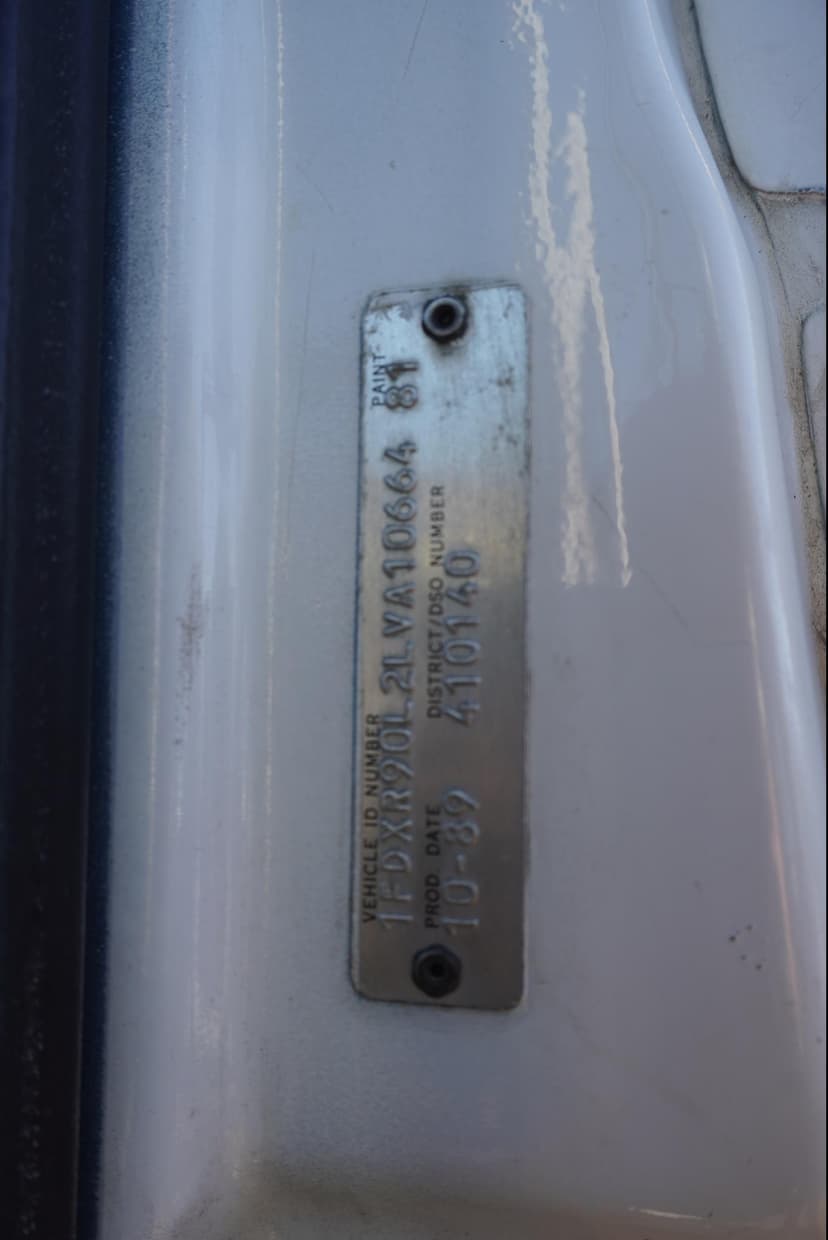 VEHICLE ID NUMBER PAINT
1FDXR90L2LVA10664 81
PROD DATE DISTRICT/DSO NUMBER
10-89 410140